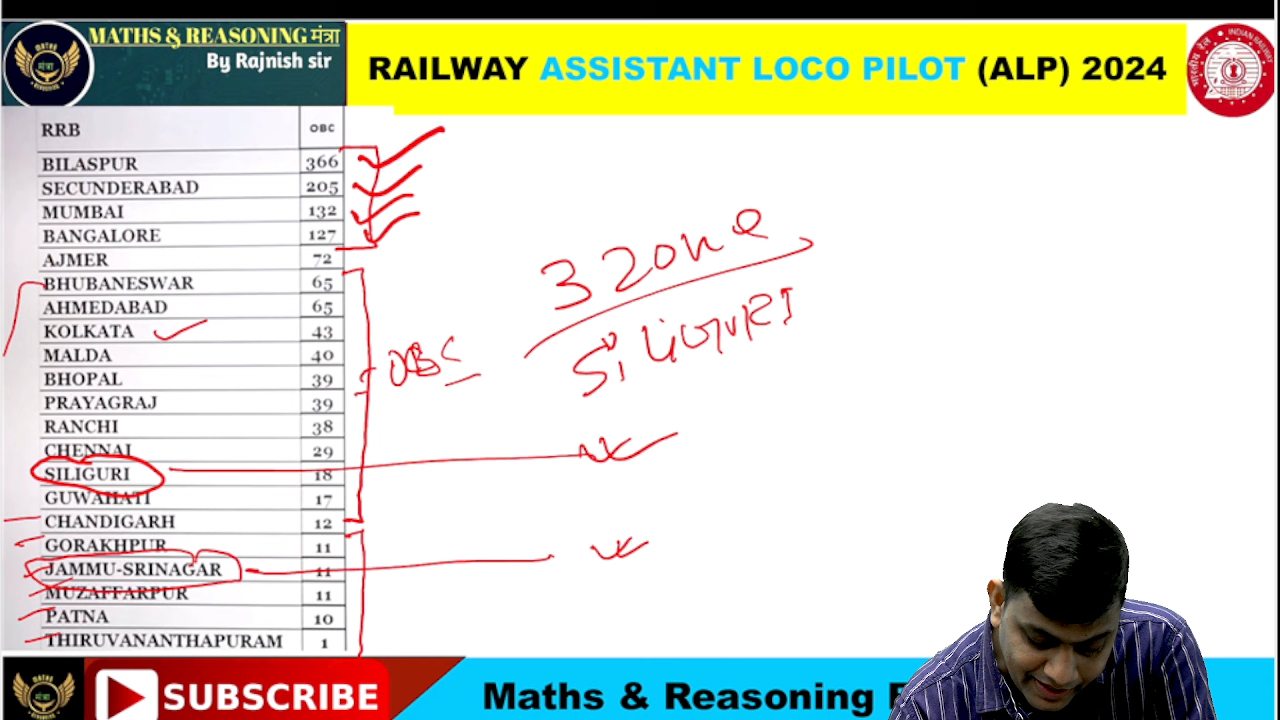 MATHS & REASONING मंत्रा
By Rajnish sir
RAILWAY ASSISTANT LOCO PILOT (ALP) 2024
RRB OBC
BILASPUR 366
SECUNDERABAD 205
MUMBAI 132
BANGALORE 127
AJMER 72
BHUBANESWAR 65
AHMEDABAD 65
KOLKATA 43
MALDA 40
BHOPAL 39
PRAYAGRAJ 39
RANCHI 38
CHENNAI 29
SILIGURI 18
GUWAHATI 17
CHANDIGARH 12
GORAKHPUR 11
JAMMU-SRINAGAR 11
MUZAFFARPUR 11
PATNA 10
THIRUVANANTHAPURAM 1
OBC
3 Zone
SiliguRI
SUBSCRIBE
Maths & Reasoning